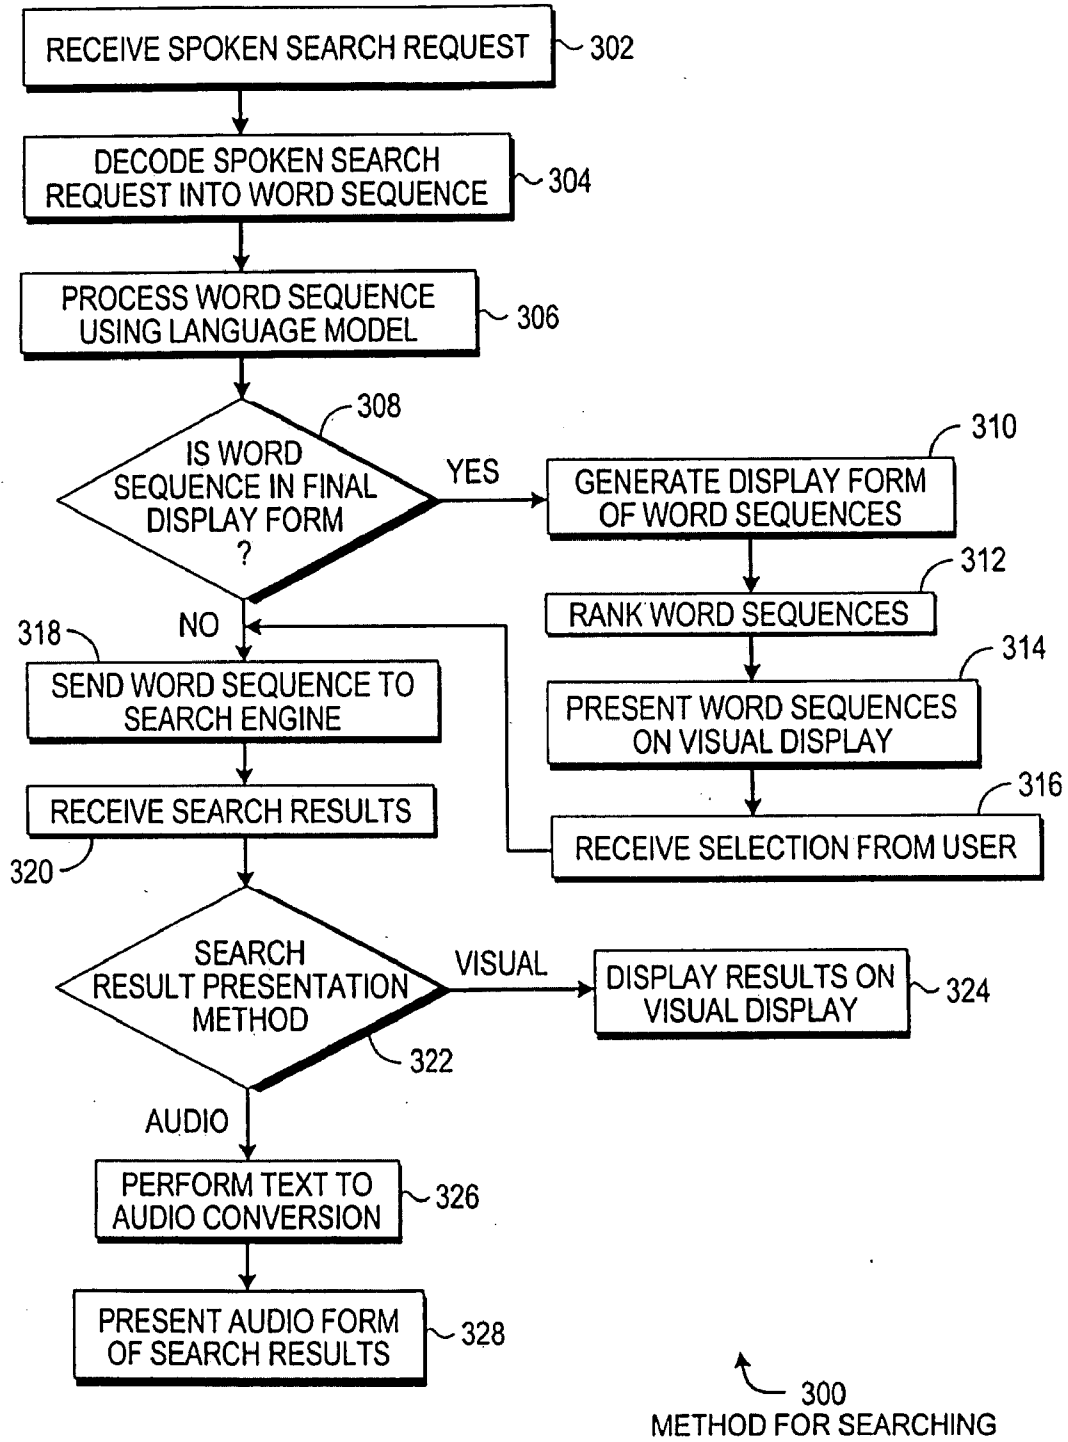 RECEIVE SPOKEN SEARCH REQUEST
302
DECODE SPOKEN SEARCH
REQUEST INTO WORD SEQUENCE
304
PROCESS WORD SEQUENCE
USING LANGUAGE MODEL
306
308
IS WORD
SEQUENCE IN FINAL
DISPLAY FORM
?
YES
310
GENERATE DISPLAY FORM
OF WORD SEQUENCES
312
RANK WORD SEQUENCES
314
PRESENT WORD SEQUENCES
ON VISUAL DISPLAY
316
RECEIVE SELECTION FROM USER
NO
318
SEND WORD SEQUENCE TO
SEARCH ENGINE
RECEIVE SEARCH RESULTS
320
SEARCH
RESULT PRESENTATION
METHOD
322
VISUAL
DISPLAY RESULTS ON
VISUAL DISPLAY
324
AUDIO
PERFORM TEXT TO
AUDIO CONVERSION
326
PRESENT AUDIO FORM
OF SEARCH RESULTS
328
300
METHOD FOR SEARCHING